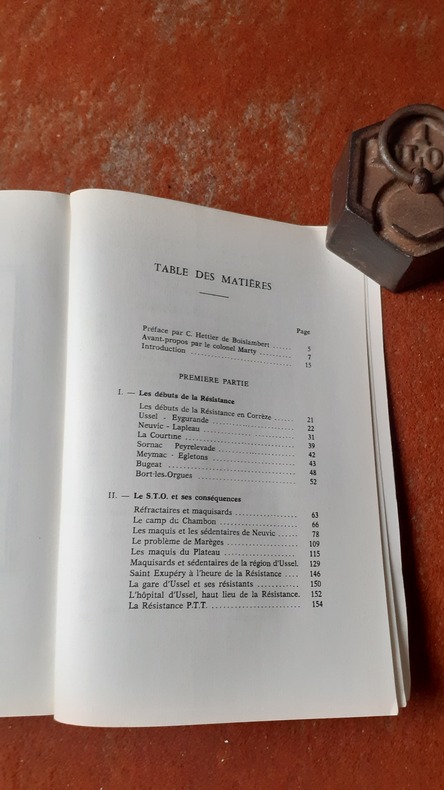 1
KILO
TABLE DES MATIÈRES
Page
Préface par C. Hettier de Boislambert ...... 5
Avant-propos par le colonel Marty .......... 7
Introduction .......................... 15
PREMIERE PARTIE
I. — Les débuts de la Résistance
Les débuts de la Résistance en Corrèze ...... 21
Ussel - Eygurande ...................... 22
Neuvic - Lapleau ........................ 31
La Courtine ............................ 39
Sornac Peyrelevade .................... 42
Meymac - Egletons ...................... 43
Bugeat ................................ 48
Bort-les-Orgues ........................ 52
II. — Le S.T.O. et ses conséquences
Réfractaires et maquisards .................. 63
Le camp du Chambon .................... 66
Les maquis et les sédentaires de Neuvic ...... 78
Le problème de Marèges .................. 109
Les maquis du Plateau .................... 115
Maquisards et sédentaires de la région d'Ussel. 129
Saint Exupéry à l'heure de la Résistance .... 146
La gare d'Ussel et ses résistants ............ 150
L'hôpital d'Ussel, haut lieu de la Résistance. 152
La Résistance P.T.T. ...................... 154